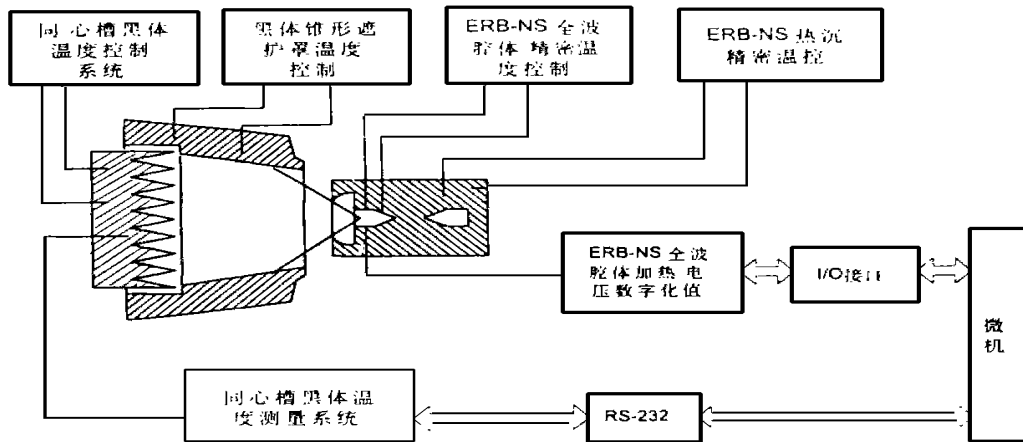 同心槽黑体
温度控制
系统
黑体锥形遮
护罩温度
控制
ERB-NS 全波
腔体 精密温
度控制
ERB-NS 热沉
精密温控
ERB-NS 全波
腔体加热 电
压数字化值
I/O接口
微
机
同心槽黑体温
度测量系统
RS-232